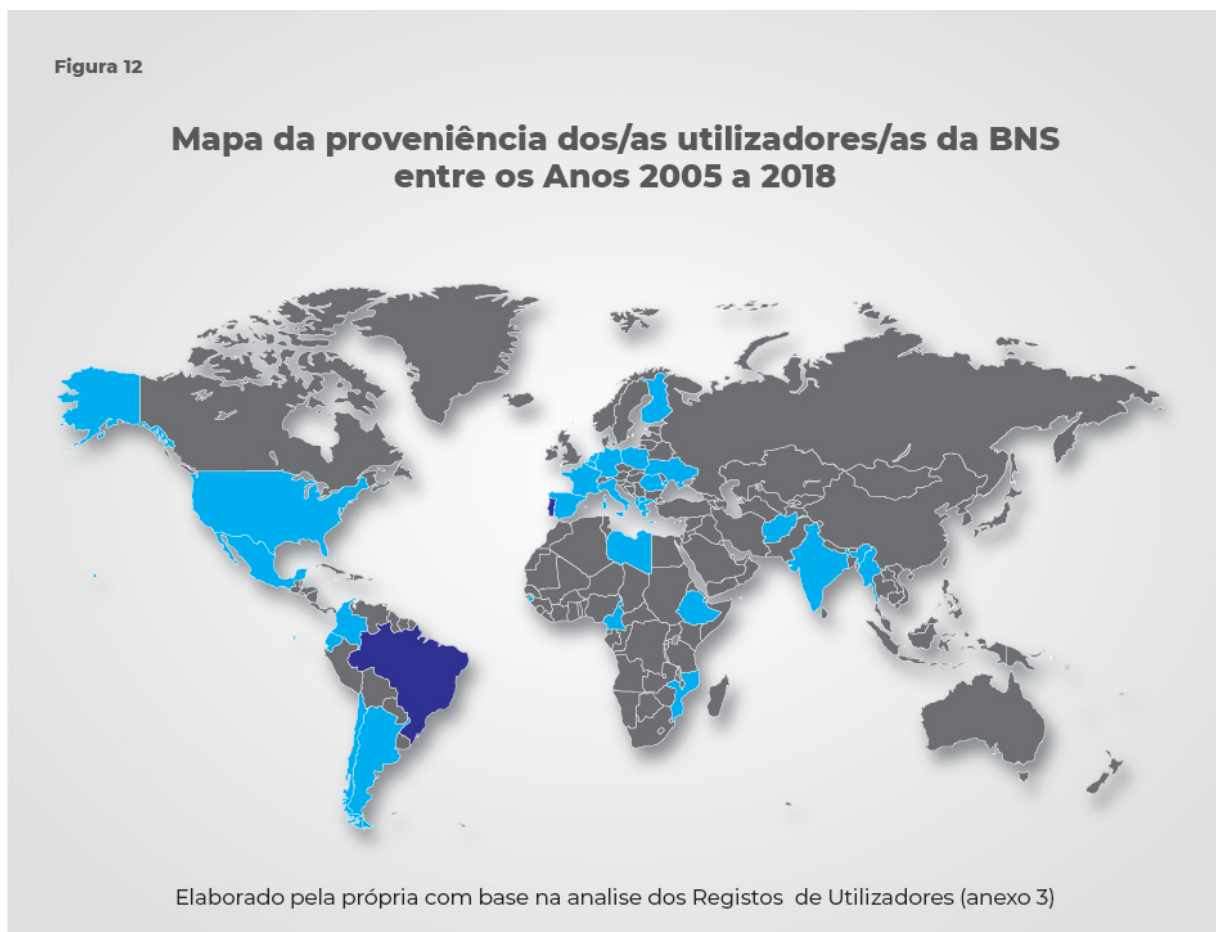 Figura 12
Mapa da proveniência dos/as utilizadores/as da BNS
entre os Anos 2005 a 2018
Elaborado pela própria com base na analise dos Registos de Utilizadores (anexo 3)